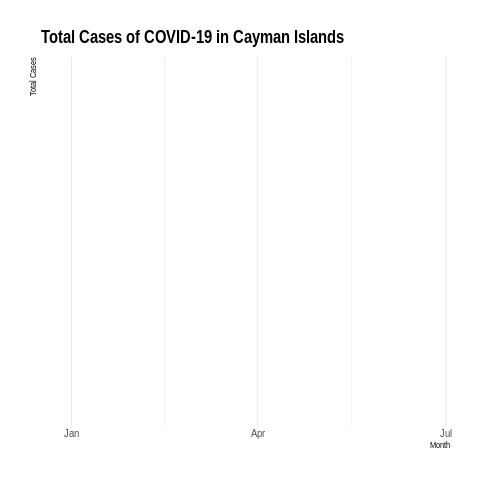 Total Cases of COVID-19 in Cayman Islands
Total Cases
Jan
Apr
Jul
Month